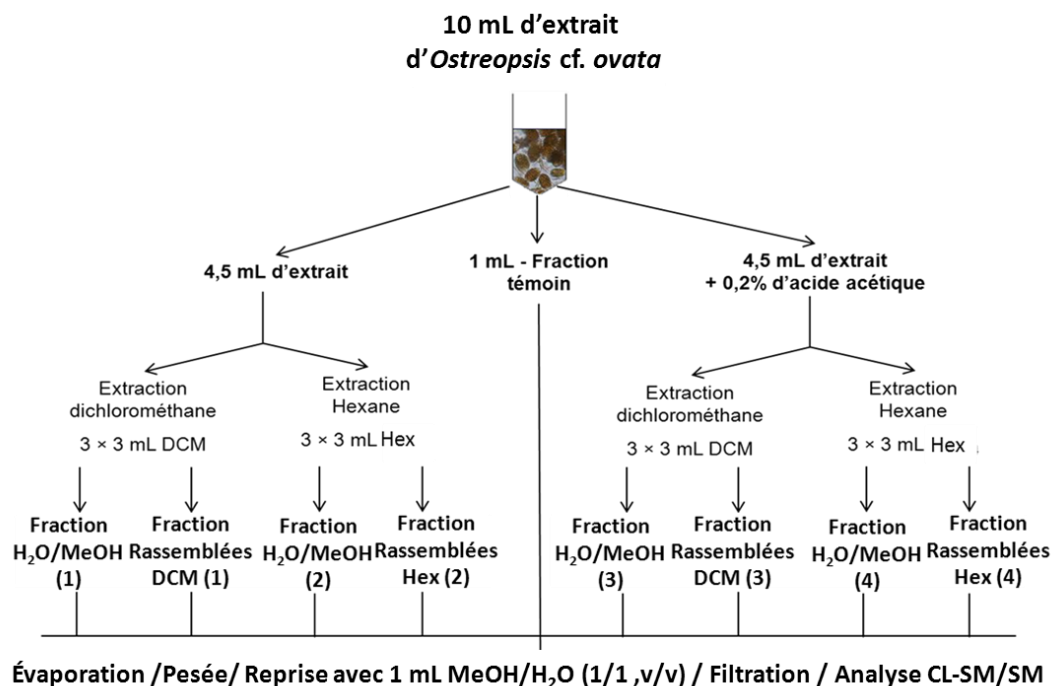 10 mL d’extrait
d’Ostreopsis cf. ovata
4,5 mL d’extrait
1 mL - Fraction
témoin
4,5 mL d’extrait
+ 0,2% d’acide acétique
Extraction
dichlorométhane
3 × 3 mL DCM
Extraction
Hexane
3 × 3 mL Hex
Extraction
dichlorométhane
3 × 3 mL DCM
Extraction
Hexane
3 × 3 mL Hex
Fraction
H₂O/MeOH
(1)
Fraction
Rassemblées
DCM (1)
Fraction
H₂O/MeOH
(2)
Fraction
Rassemblées
Hex (2)
Fraction
H₂O/MeOH
(3)
Fraction
Rassemblées
DCM (3)
Fraction
H₂O/MeOH
(4)
Fraction
Rassemblées
Hex (4)
Évaporation /Pesée/ Reprise avec 1 mL MeOH/H₂O (1/1 ,v/v) / Filtration / Analyse CL-SM/SM